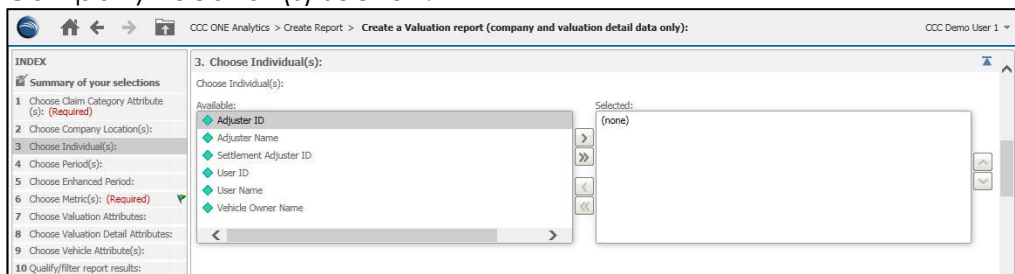 CCC ONE Analytics > Create Report > Create a Valuation report (company and valuation detail data only):
CCC Demo User 1
INDEX
Summary of your selections
1 Choose Claim Category Attribute
(s): (Required)
2 Choose Company Location(s):
3 Choose Individual(s):
4 Choose Period(s):
5 Choose Enhanced Period:
6 Choose Metric(s): (Required)
7 Choose Valuation Attributes:
8 Choose Valuation Detail Attributes:
9 Choose Vehicle Attribute(s):
10 Qualify/filter report results:
3. Choose Individual(s):
Choose Individual(s):
Available:
Adjuster ID
Adjuster Name
Settlement Adjuster ID
User ID
User Name
Vehicle Owner Name
Selected:
(none)